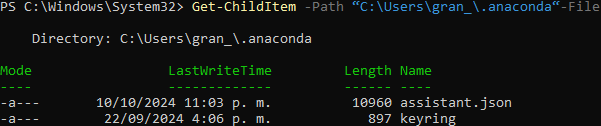 PS C:\Windows\System32> Get-ChildItem -Path “C:\Users\gran_\.anaconda“-File
Directory: C:\Users\gran_\.anaconda
Mode LastWriteTime Length Name
---- ------------- ------ ----
-a--- 10/10/2024 11:03 p. m. 10960 assistant.json
-a--- 22/09/2024 4:06 p. m. 897 keyring